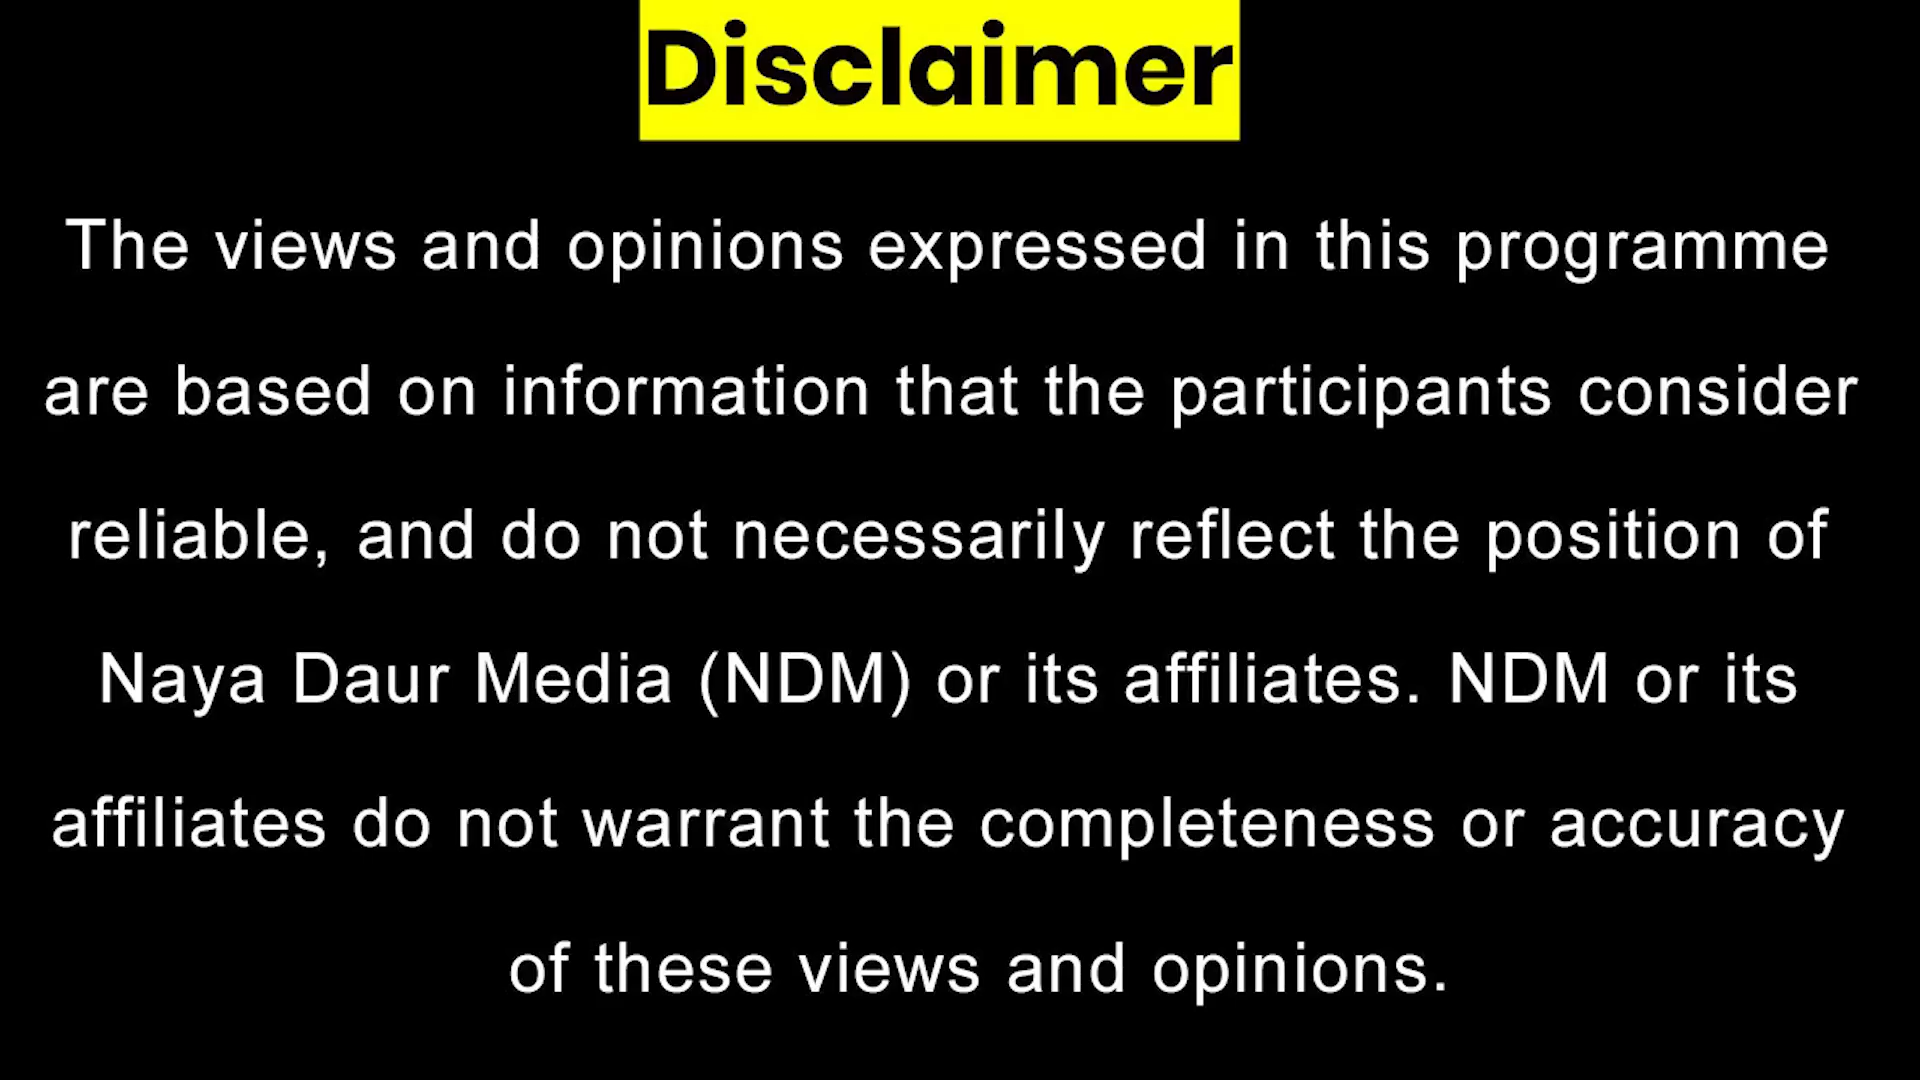 Disclaimer
The views and opinions expressed in this programme
are based on information that the participants consider
reliable, and do not necessarily reflect the position of
Naya Daur Media (NDM) or its affiliates. NDM or its
affiliates do not warrant the completeness or accuracy
of these views and opinions.